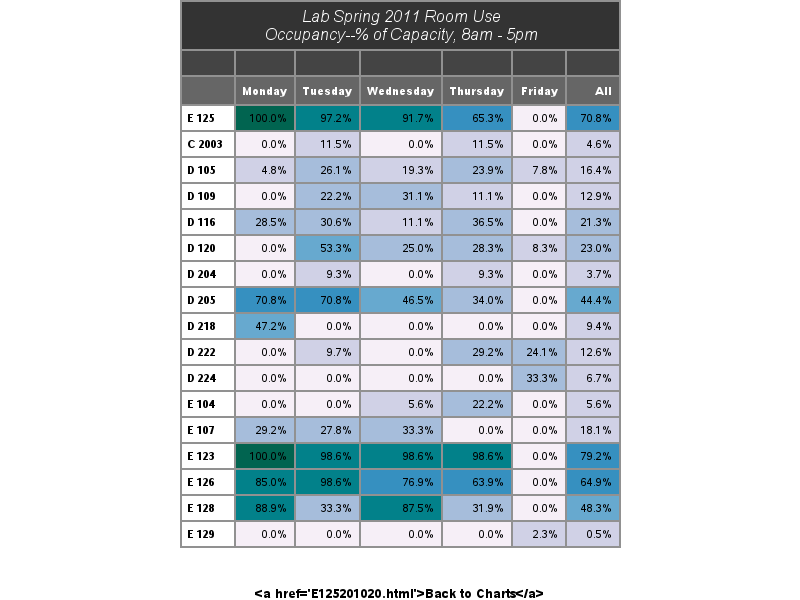 Lab Spring 2011 Room Use
Occupancy--% of Capacity, 8am - 5pm
Monday Tuesday Wednesday Thursday Friday All
E 125 100.0% 97.2% 91.7% 65.3% 0.0% 70.8%
C 2003 0.0% 11.5% 0.0% 11.5% 0.0% 4.6%
D 105 4.8% 26.1% 19.3% 23.9% 7.8% 16.4%
D 109 0.0% 22.2% 31.1% 11.1% 0.0% 12.9%
D 116 28.5% 30.6% 11.1% 36.5% 0.0% 21.3%
D 120 0.0% 53.3% 25.0% 28.3% 8.3% 23.0%
D 204 0.0% 9.3% 0.0% 9.3% 0.0% 3.7%
D 205 70.8% 70.8% 46.5% 34.0% 0.0% 44.4%
D 218 47.2% 0.0% 0.0% 0.0% 0.0% 9.4%
D 222 0.0% 9.7% 0.0% 29.2% 24.1% 12.6%
D 224 0.0% 0.0% 0.0% 0.0% 33.3% 6.7%
E 104 0.0% 0.0% 5.6% 22.2% 0.0% 5.6%
E 107 29.2% 27.8% 33.3% 0.0% 0.0% 18.1%
E 123 100.0% 98.6% 98.6% 98.6% 0.0% 79.2%
E 126 85.0% 98.6% 76.9% 63.9% 0.0% 64.9%
E 128 88.9% 33.3% 87.5% 31.9% 0.0% 48.3%
E 129 0.0% 0.0% 0.0% 0.0% 2.3% 0.5%
<a href='E125201020.html'>Back to Charts</a>